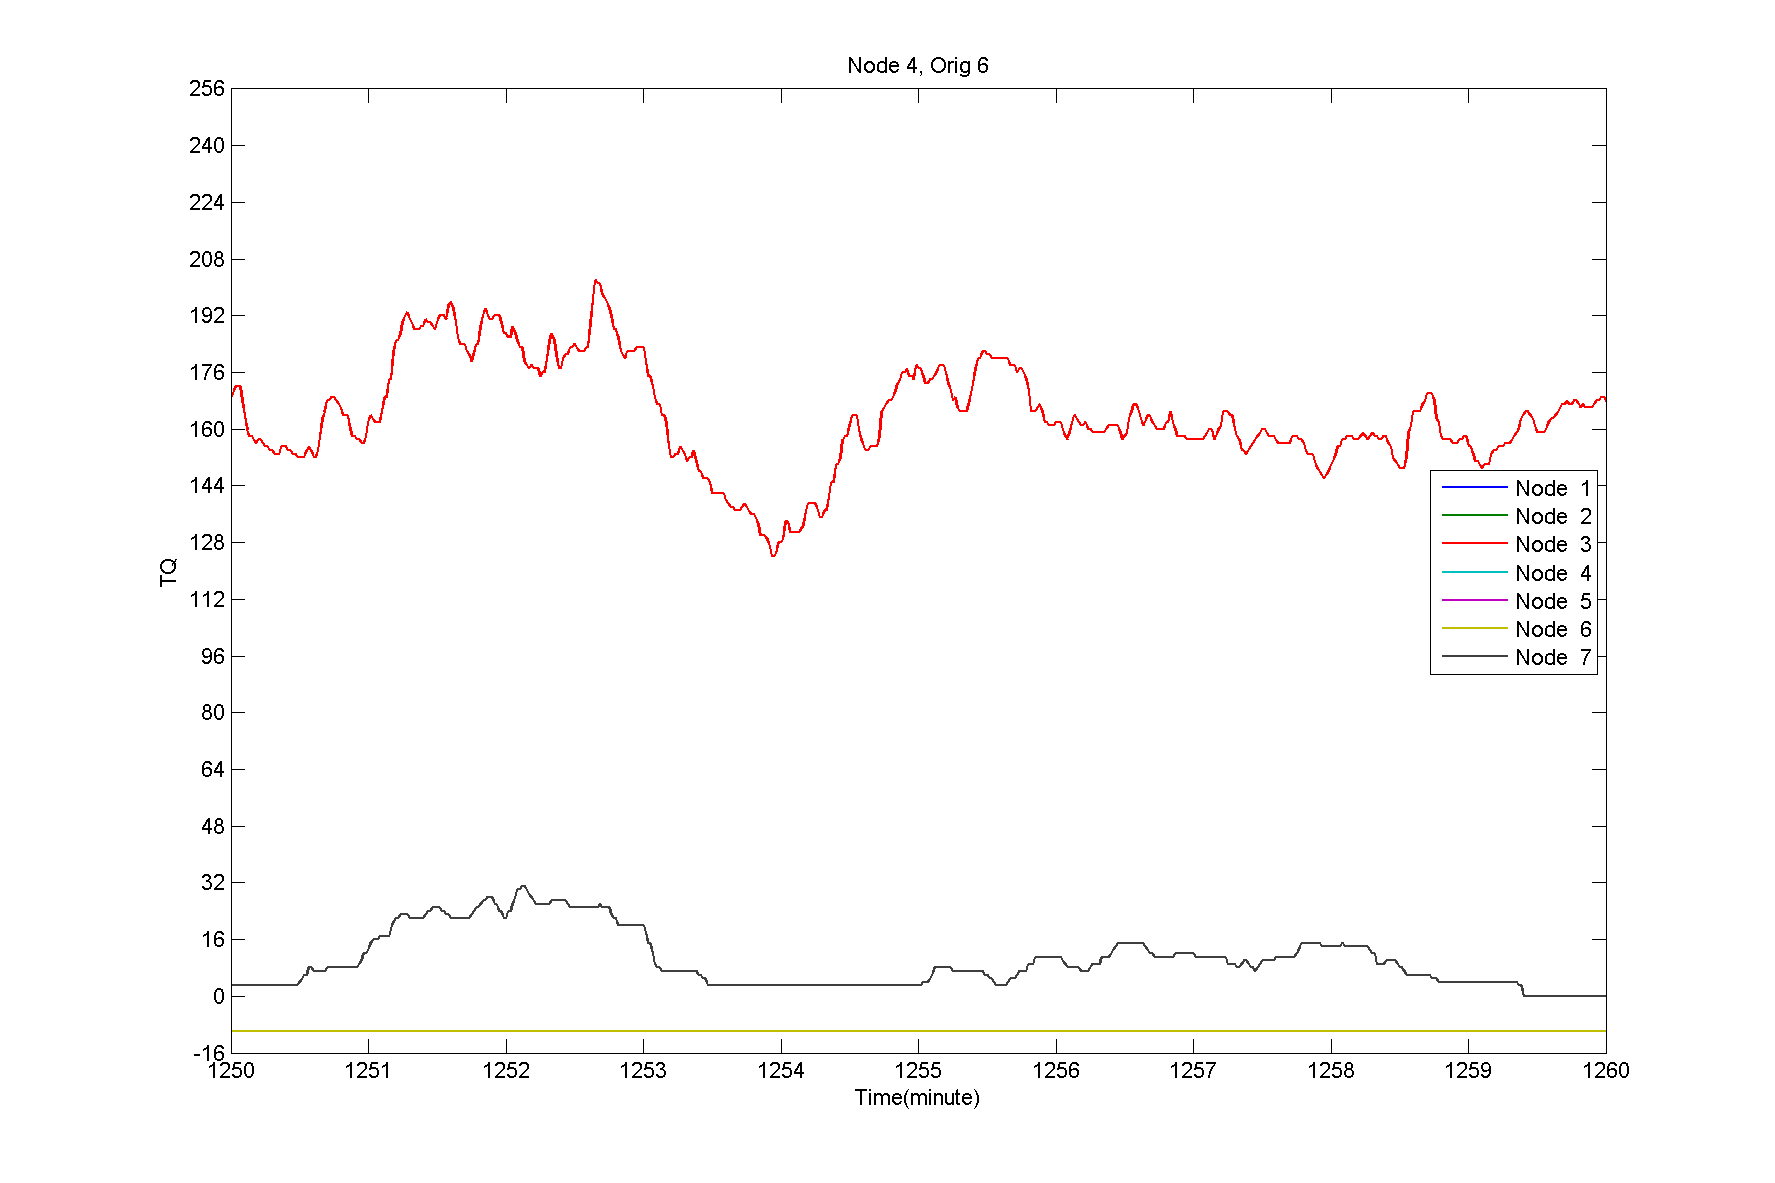 Node 4, Orig 6
256
240
224
208
192
176
160
144
128
112
96
80
64
48
32
16
0
-16
TQ
Node 1
Node 2
Node 3
Node 4
Node 5
Node 6
Node 7
1250 1251 1252 1253 1254 1255 1256 1257 1258 1259 1260
Time(minute)